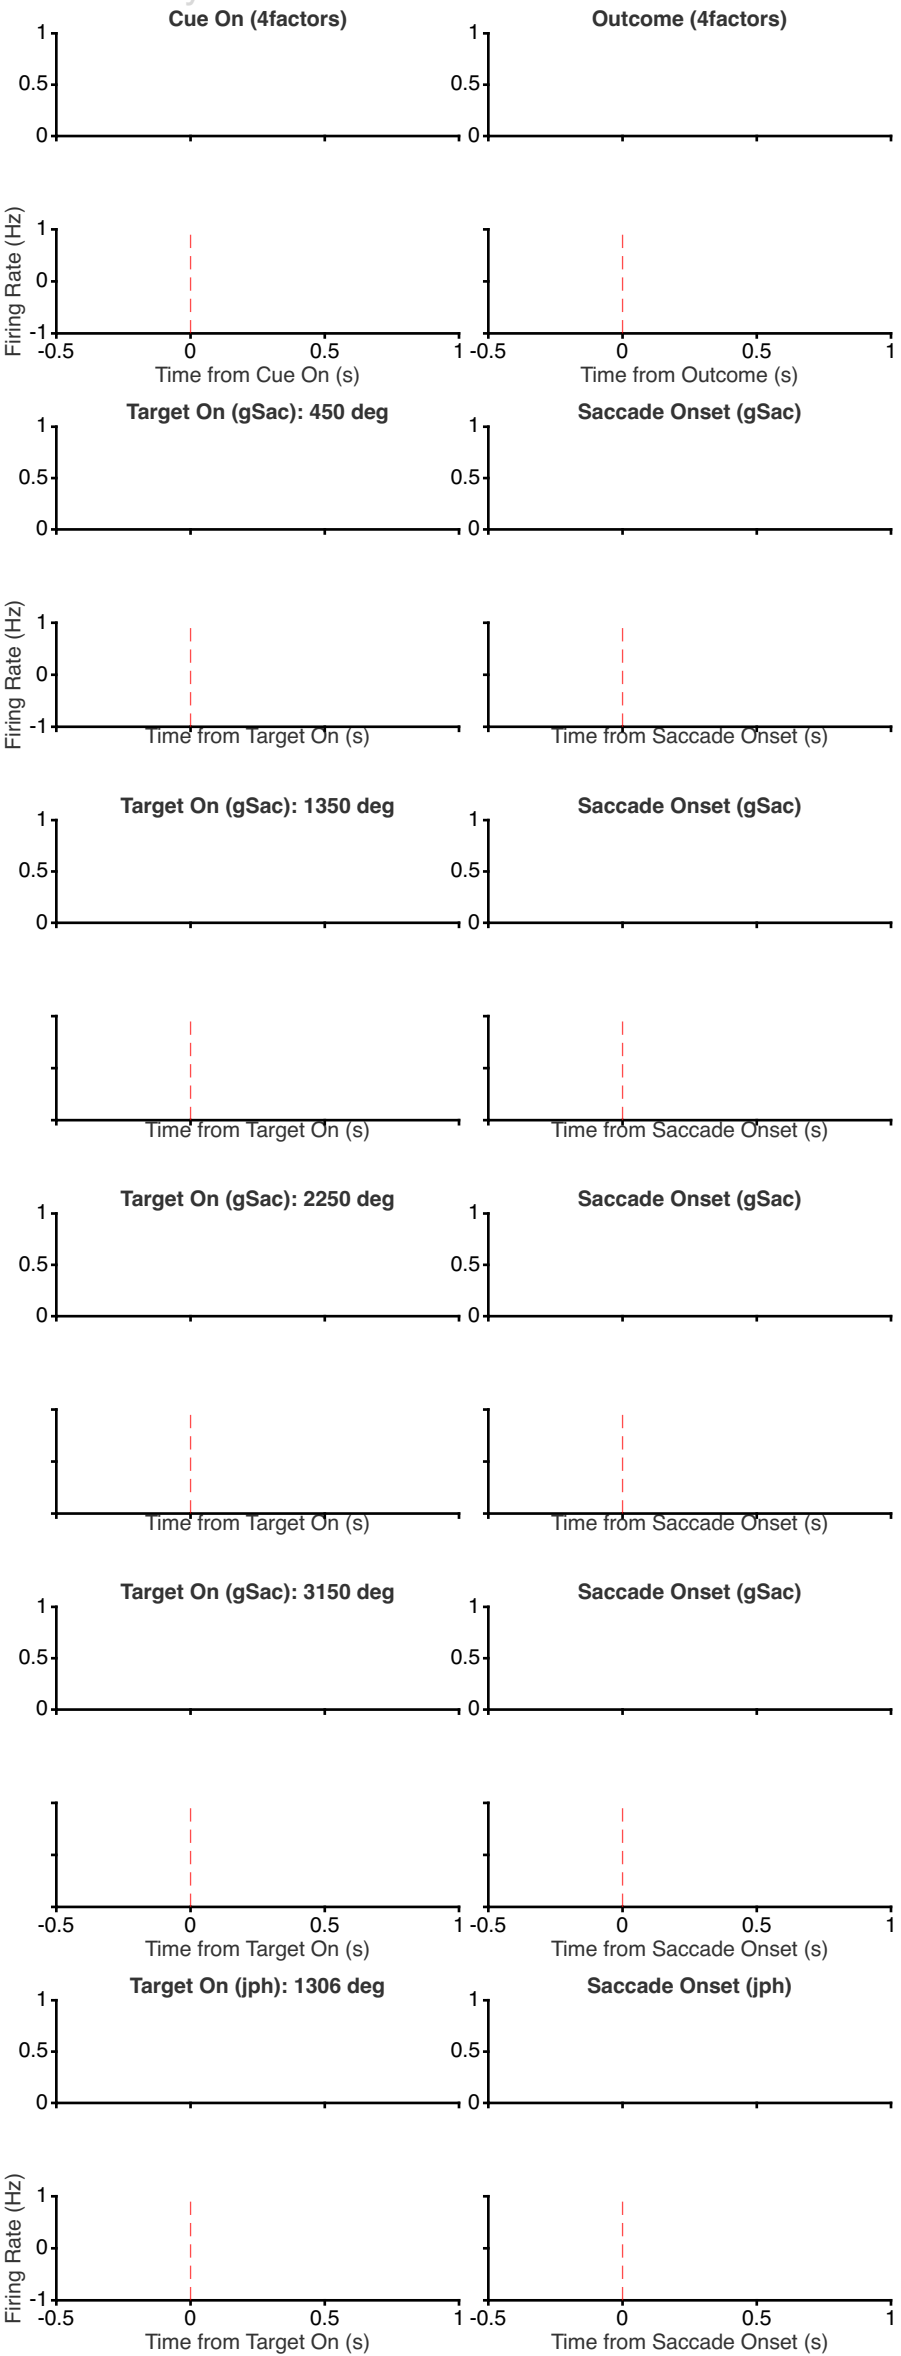 Cue On (4factors)
Outcome (4factors)
1
0.5
0
1
0.5
0
Firing Rate (Hz)
1
0
-1
-0.5 0 0.5 1
-0.5 0 0.5 1
Time from Cue On (s)
Time from Outcome (s)
Target On (gSac): 450 deg
Saccade Onset (gSac)
1
0.5
0
1
0.5
0
Firing Rate (Hz)
1
0
-1
Time from Target On (s)
Time from Saccade Onset (s)
Target On (gSac): 1350 deg
Saccade Onset (gSac)
1
0.5
0
1
0.5
0
Time from Target On (s)
Time from Saccade Onset (s)
Target On (gSac): 2250 deg
Saccade Onset (gSac)
1
0.5
0
1
0.5
0
Time from Target On (s)
Time from Saccade Onset (s)
Target On (gSac): 3150 deg
Saccade Onset (gSac)
1
0.5
0
1
0.5
0
-0.5 0 0.5 1
-0.5 0 0.5 1
Time from Target On (s)
Time from Saccade Onset (s)
Target On (jph): 1306 deg
Saccade Onset (jph)
1
0.5
0
1
0.5
0
Firing Rate (Hz)
1
0
-1
-0.5 0 0.5 1
-0.5 0 0.5 1
Time from Target On (s)
Time from Saccade Onset (s)